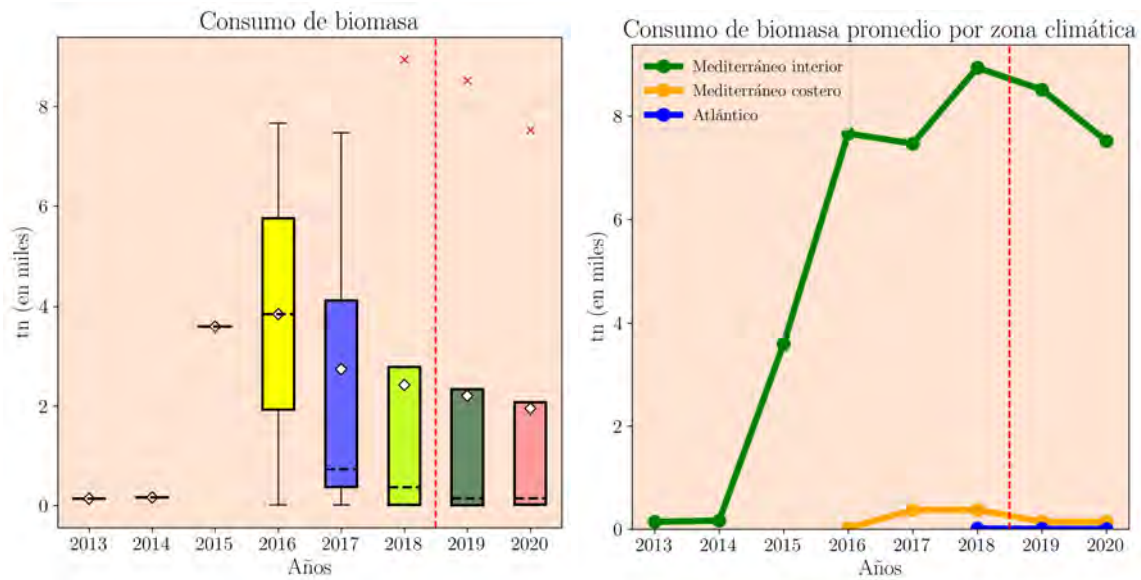 Consumo de biomasa
tn (en miles)
8
6
4
2
0
2013 2014 2015 2016 2017 2018 2019 2020
Años
Consumo de biomasa promedio por zona climática
Mediterráneo interior
Mediterráneo costero
Atlántico
tn (en miles)
8
6
4
2
0
2013 2014 2015 2016 2017 2018 2019 2020
Años